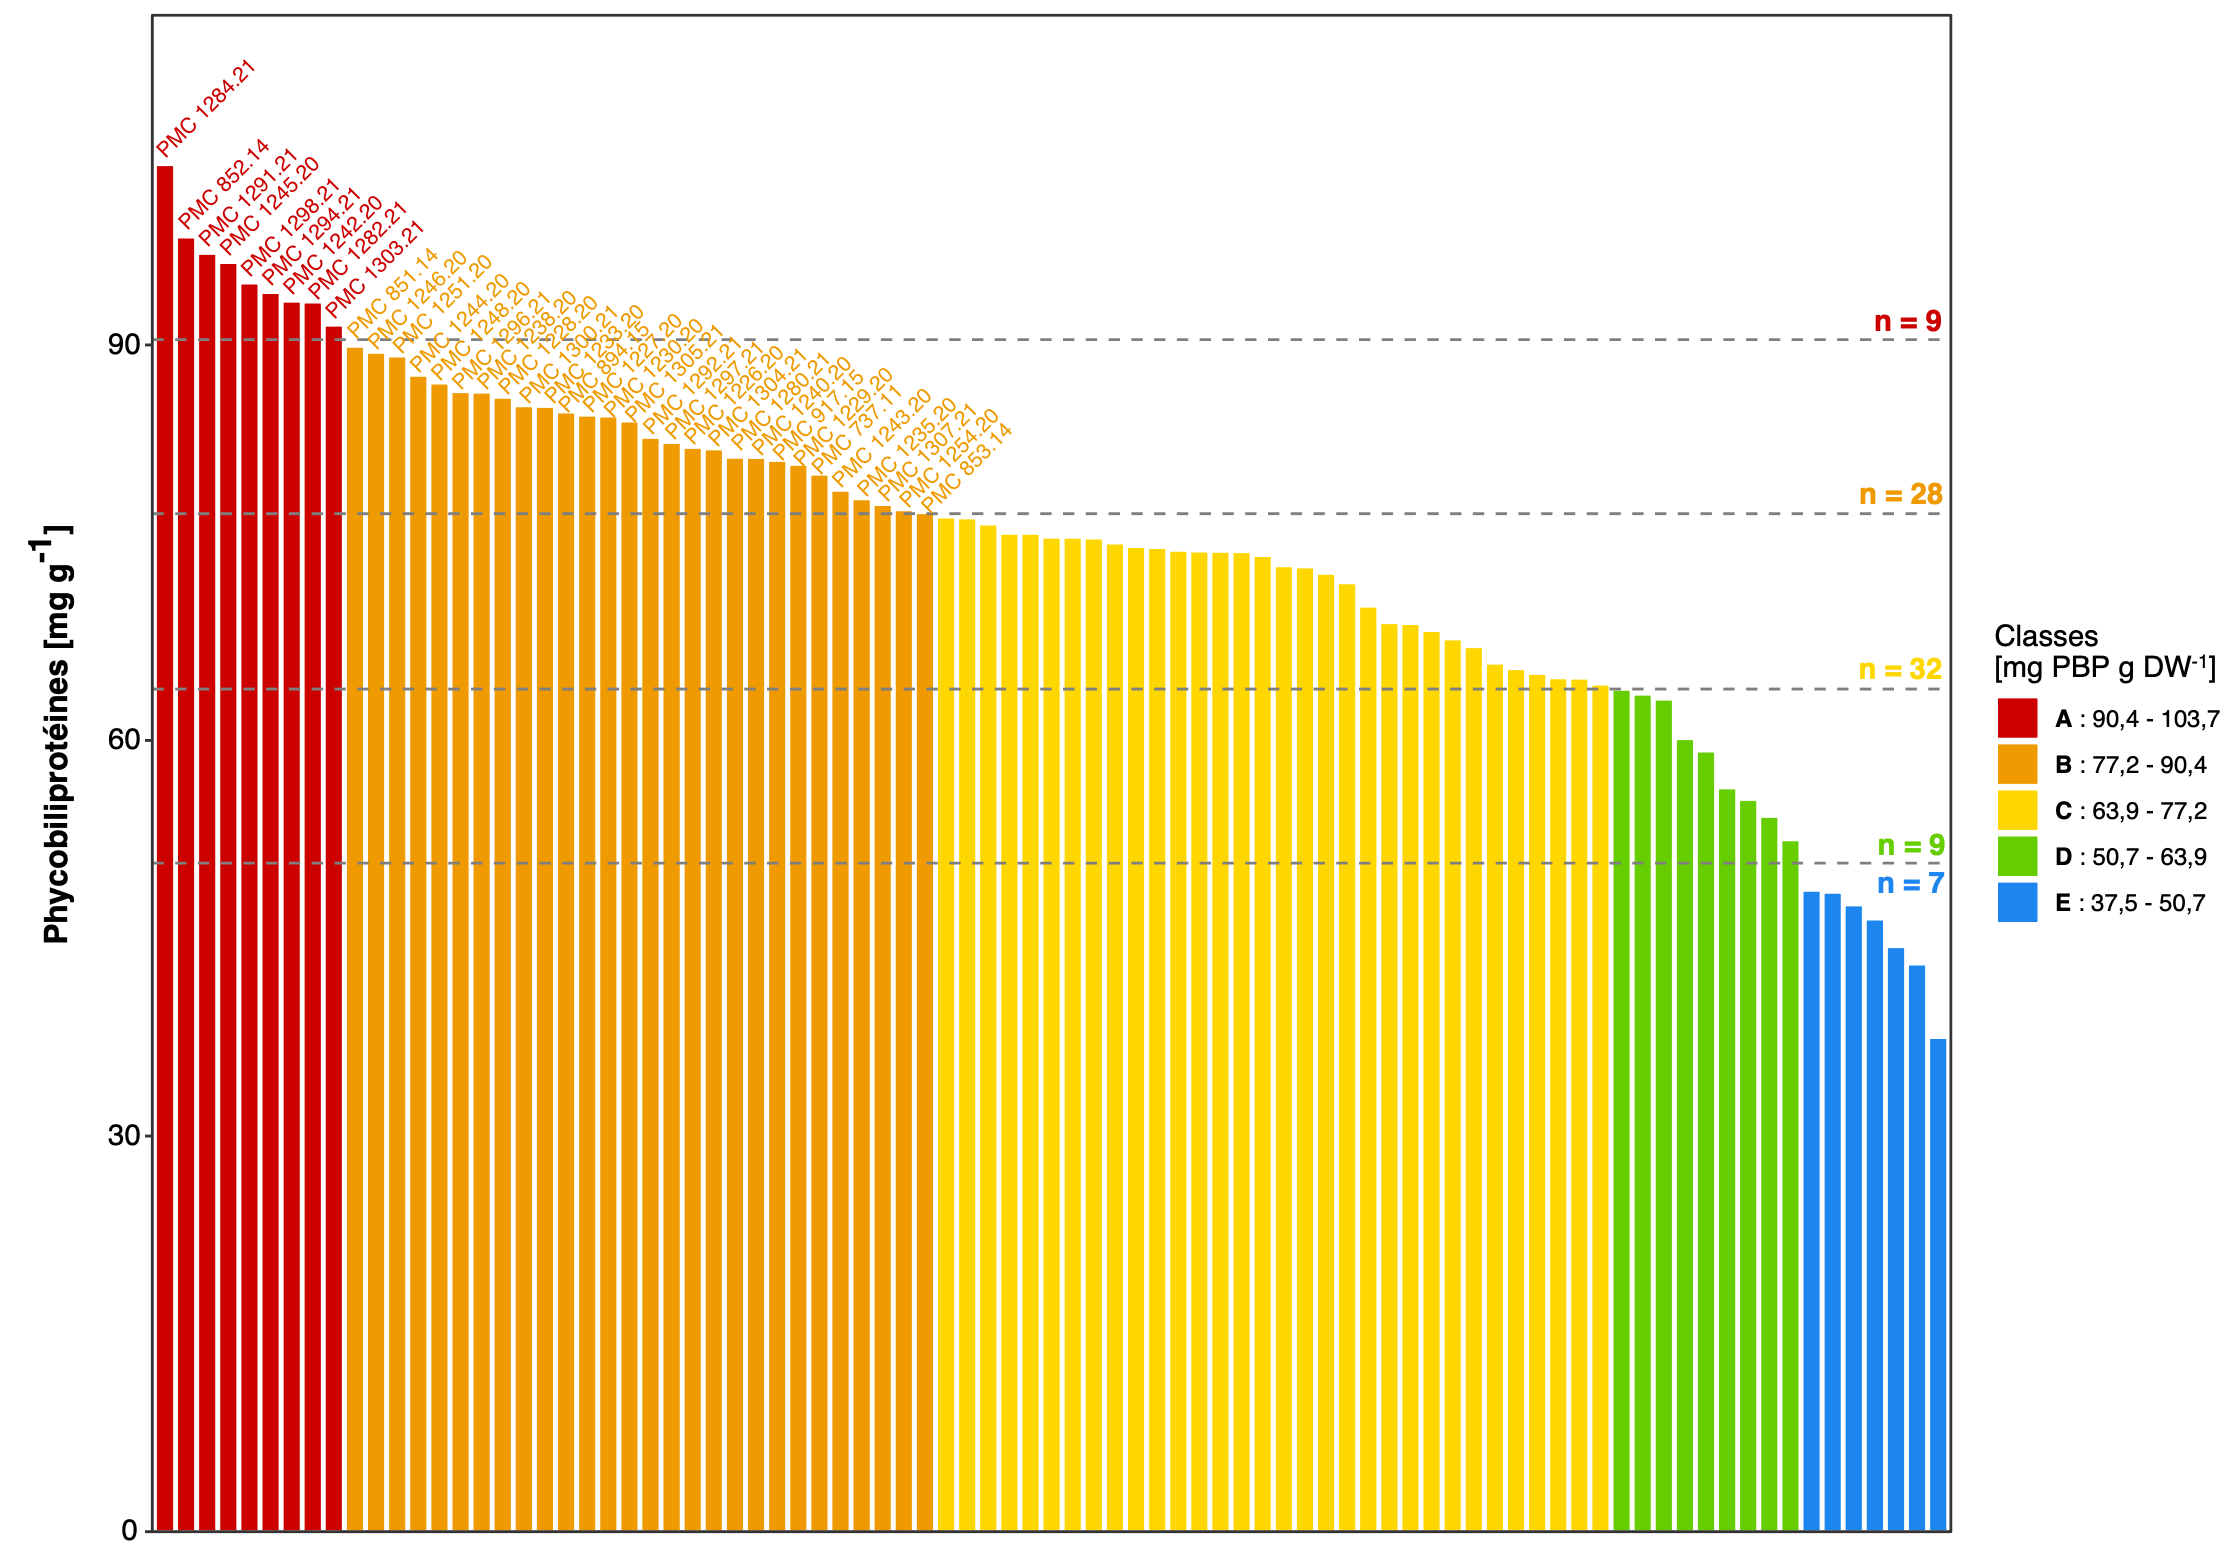 PMC 1284.21
PMC 852.14
PMC 1291.21
PMC 1245.20
PMC 1298.21
PMC 1294.21
PMC 1242.20
PMC 1282.21
PMC 1303.21
PMC 851.14
PMC 1246.20
PMC 1251.20
PMC 1244.20
PMC 1248.20
PMC 1296.21
PMC 1238.20
PMC 1228.20
PMC 1300.21
PMC 1233.20
PMC 894.15
PMC 1227.20
PMC 1230.20
PMC 1305.21
PMC 1292.21
PMC 1297.21
PMC 1226.20
PMC 1304.21
PMC 1280.21
PMC 1240.20
PMC 917.15
PMC 1229.20
PMC 737.11
PMC 1243.20
PMC 1235.20
PMC 1307.21
PMC 1254.20
PMC 853.14
n = 9
n = 28
n = 32
n = 9
n = 7
90
60
30
0
Phycobiliprotéines [mg g⁻¹]
Classes
[mg PBP g DW⁻¹]
A : 90,4 - 103,7
B : 77,2 - 90,4
C : 63,9 - 77,2
D : 50,7 - 63,9
E : 37,5 - 50,7